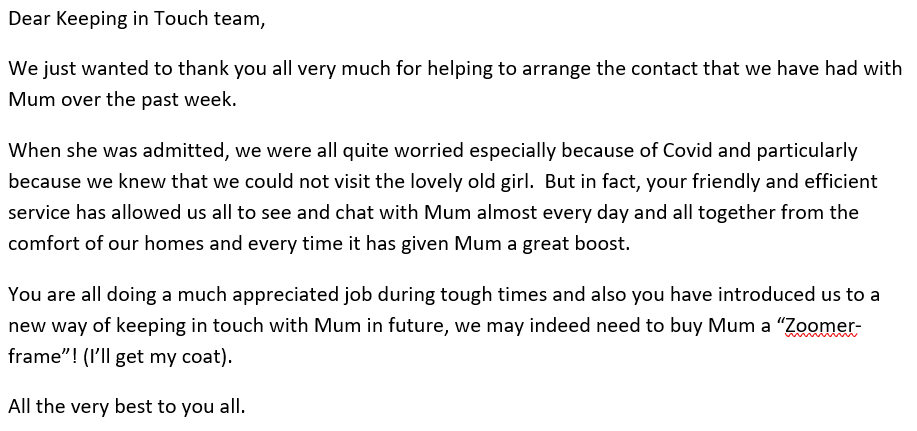 Dear Keeping in Touch team,
We just wanted to thank you all very much for helping to arrange the contact that we have had with
Mum over the past week.
When she was admitted, we were all quite worried especially because of Covid and particularly
because we knew that we could not visit the lovely old girl.  But in fact, your friendly and efficient
service has allowed us all to see and chat with Mum almost every day and all together from the
comfort of our homes and every time it has given Mum a great boost.
You are all doing a much appreciated job during tough times and also you have introduced us to a
new way of keeping in touch with Mum in future, we may indeed need to buy Mum a “Zoomer-
frame”! (I’ll get my coat).
All the very best to you all.